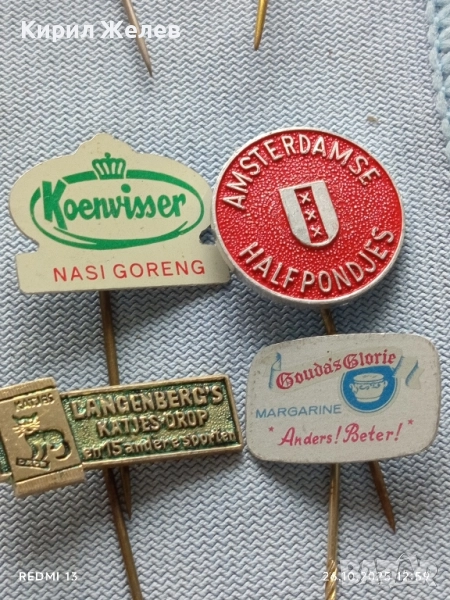 Кирил Желев
Koenvisser
NASI GORENG
AMSTERDAMSE
HALFPONDJES
KATJES
LANGENBERG'S
KATJES-DROP
en 15 andere soorten
Gouda's Glorie
MARGARINE
"Anders! Beter!"
REDMI 13